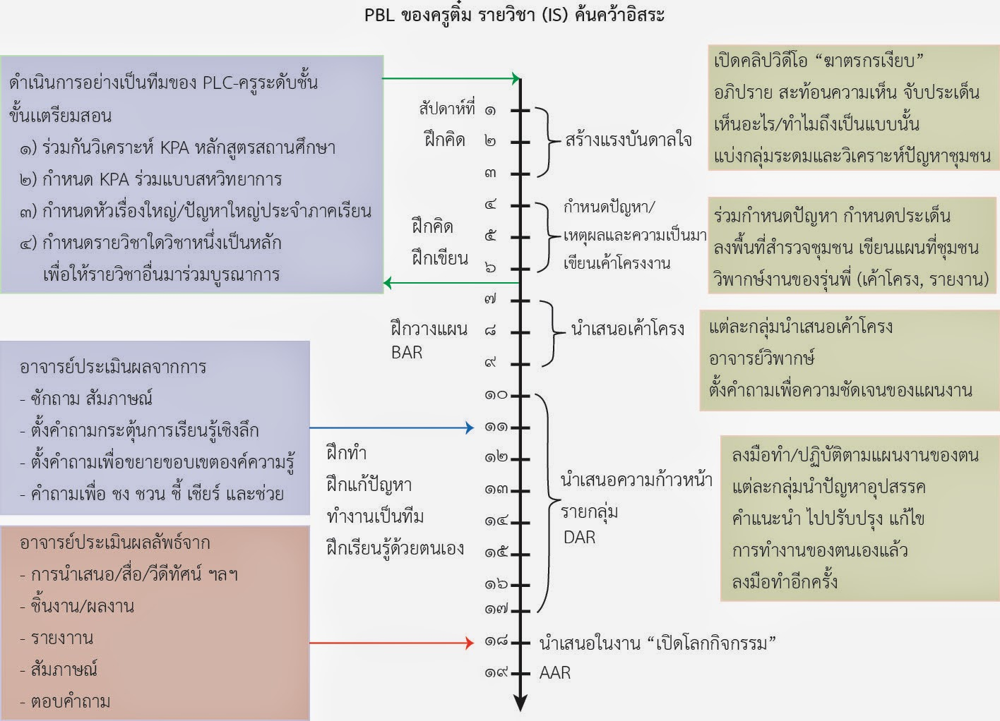 PBL ของครูติ๋ม รายวิชา (IS) ค้นคว้าอิสระ
ดำเนินการอย่างเป็นทีมของ PLC-ครูระดับชั้น
ขั้นเตรียมสอน
๑) ร่วมกันวิเคราะห์ KPA หลักสูตรสถานศึกษา
๒) กำหนด KPA ร่วมแบบสหวิทยาการ
๓) กำหนดหัวเรื่องใหญ่/ปัญหาใหญ่ประจำภาคเรียน
๔) กำหนดรายวิชาใดวิชาหนึ่งเป็นหลัก
เพื่อให้รายวิชาอื่นมาร่วมบูรณาการ
อาจารย์ประเมินผลจากการ
- ซักถาม สัมภาษณ์
- ตั้งคำถามกระตุ้นการเรียนรู้เชิงลึก
- ตั้งคำถามเพื่อขยายขอบเขตองค์ความรู้
- คำถามเพื่อ ชง ชวน ชี้ เชียร์ และช่วย
อาจารย์ประเมินผลลัพธ์จาก
- การนำเสนอ/สื่อ/วีดีทัศน์ ฯลฯ
- ชิ้นงาน/ผลงาน
- รายงาาน
- สัมภาษณ์
- ตอบคำถาม
สัปดาห์ที่
ฝึกคิด
ฝึกคิด
ฝึกเขียน
ฝึกวางแผน
BAR
ฝึกทำ
ฝึกแก้ปัญหา
ทำงานเป็นทีม
ฝึกเรียนรู้ด้วยตนเอง
๑
๒
๓
๔
๕
๖
๗
๘
๙
๑๐
๑๑
๑๒
๑๓
๑๔
๑๕
๑๖
๑๗
๑๘
๑๙
สร้างแรงบันดาลใจ
กำหนดปัญหา/
เหตุผลและความเป็นมา
เขียนเค้าโครงงาน
นำเสนอเค้าโครง
นำเสนอความก้าวหน้า
รายกลุ่ม
DAR
นำเสนอในงาน “เปิดโลกกิจกรรม”
AAR
เปิดคลิปวิดีโอ “ฆาตรกรเงียบ”
อภิปราย สะท้อนความเห็น จับประเด็น
เห็นอะไร/ทำไมถึงเป็นแบบนั้น
แบ่งกลุ่มระดมและวิเคราะห์ปัญหาชุมชน
ร่วมกำหนดปัญหา กำหนดประเด็น
ลงพื้นที่สำรวจชุมชน เขียนแผนที่ชุมชน
วิพากษ์งานของรุ่นพี่ (เค้าโครง, รายงาน)
แต่ละกลุ่มนำเสนอเค้าโครง
อาจารย์วิพากษ์
ตั้งคำถามเพื่อความชัดเจนของแผนงาน
ลงมือทำ/ปฏิบัติตามแผนงานของตน
แต่ละกลุ่มนำปัญหาอุปสรรค
คำแนะนำ ไปปรับปรุง แก้ไข
การทำงานของตนเองแล้ว
ลงมือทำอีกครั้ง